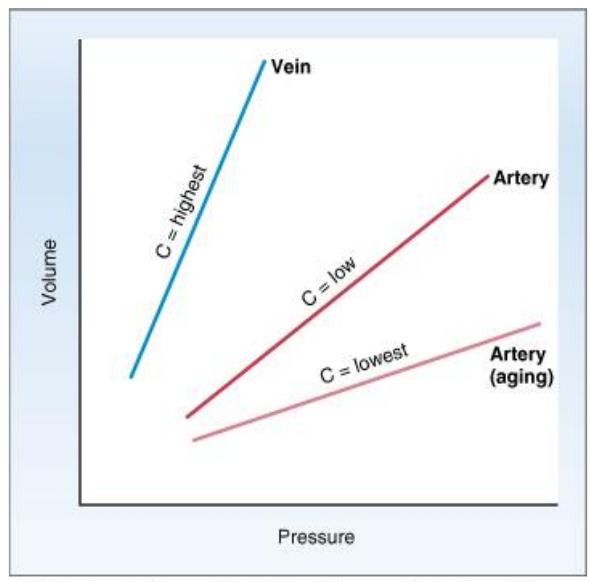 Vein
C = highest
Artery
C = low
Volume
C = lowest
Artery
(aging)
Pressure